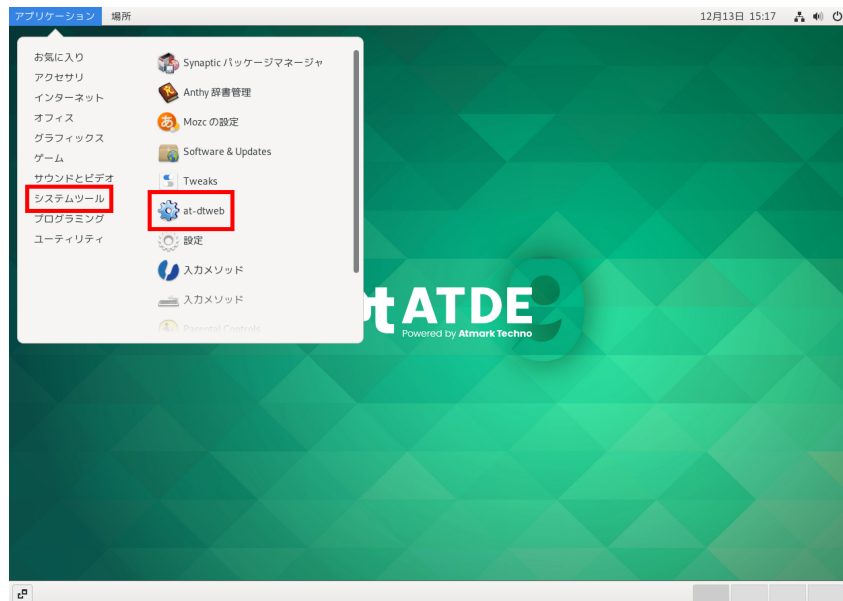 アプリケーション 場所 12月13日 15:17
お気に入り
アクセサリ
インターネット
オフィス
グラフィックス
ゲーム
サウンドとビデオ
システムツール
プログラミング
ユーティリティ
Synaptic パッケージマネージャ
Anthy 辞書管理
Mozc の設定
Software & Updates
Tweaks
at-dtweb
設定
入力メソッド
入力メソッド
Parental Controls
ATDE 9
Powered by Atmark Techno